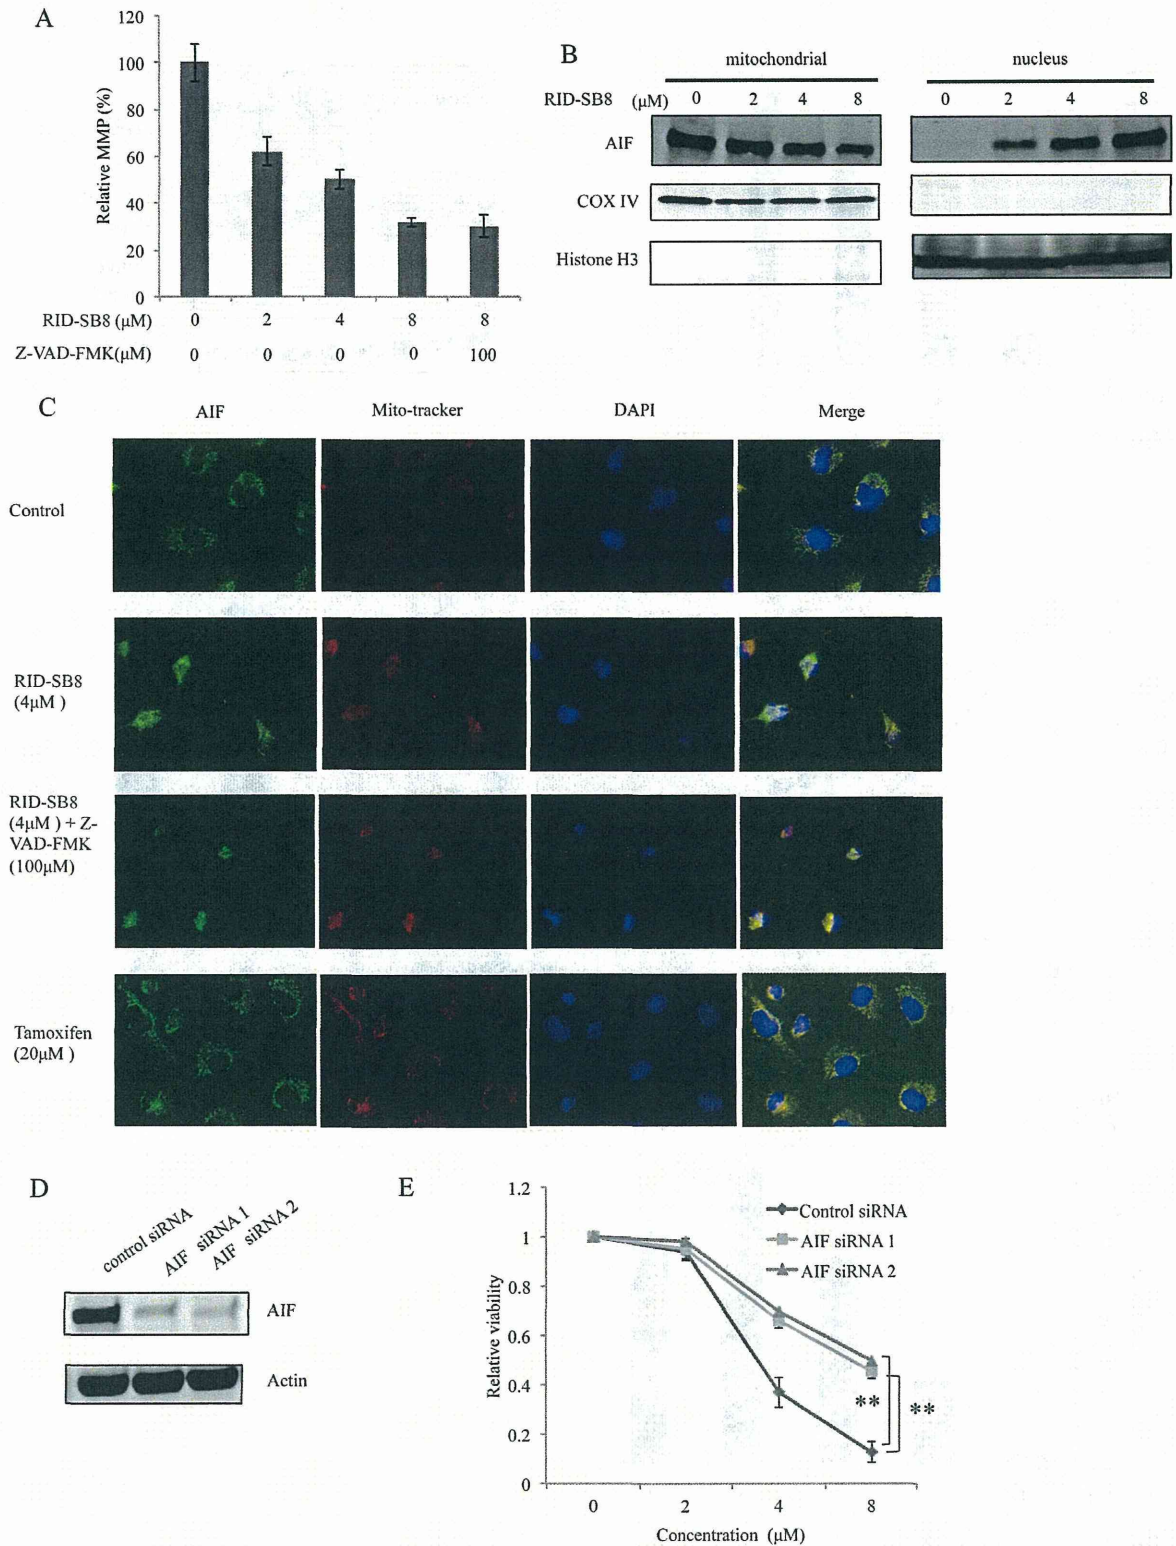 A
120
100
80
60
40
20
0
Relative MMP (%)
RID-SB8 (μM) 0 2 4 8 8
Z-VAD-FMK(μM) 0 0 0 0 100
B
mitochondrial nucleus
RID-SB8 (μM) 0 2 4 8 0 2 4 8
AIF
COX IV
Histone H3
C
AIF Mito-tracker DAPI Merge
Control
RID-SB8
(4μM )
RID-SB8
(4μM ) + Z-
VAD-FMK
(100μM)
Tamoxifen
(20μM )
D
control siRNA
AIF siRNA 1
AIF siRNA 2
AIF
Actin
E
1.2
1
0.8
0.6
0.4
0.2
0
Relative viability
Control siRNA
AIF siRNA 1
AIF siRNA 2
**
**
0 2 4 8
Concentration (μM)